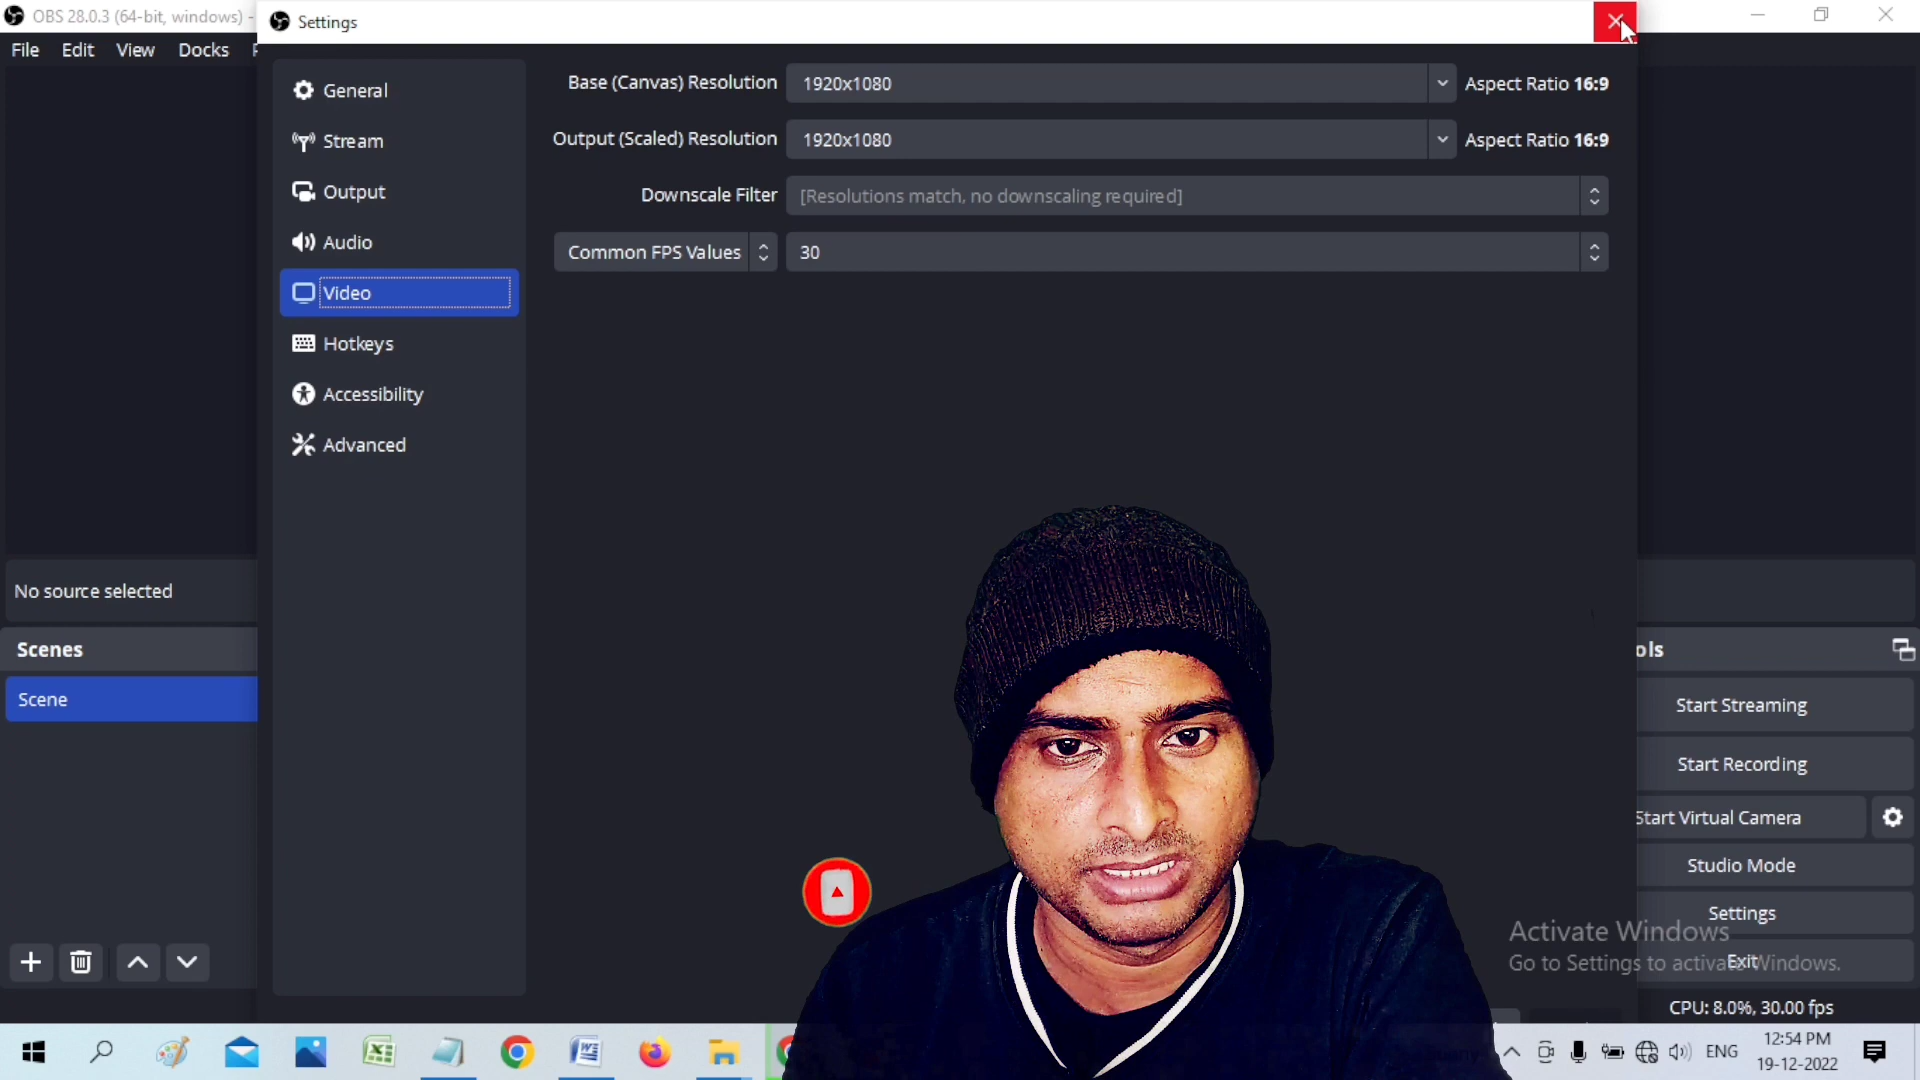 OBS 28.0.3 (64-bit, windows) -
Settings
File Edit View Docks
General
Stream
Output
Audio
Video
Hotkeys
Accessibility
Advanced
Base (Canvas) Resolution 1920x1080 Aspect Ratio 16:9
Output (Scaled) Resolution 1920x1080 Aspect Ratio 16:9
Downscale Filter [Resolutions match, no downscaling required]
Common FPS Values 30
No source selected
Scenes
Scene
ols
Start Streaming
Start Recording
Start Virtual Camera
Studio Mode
Settings
Exit
Activate Windows
Go to Settings to activate Windows.
CPU: 8.0%, 30.00 fps
ENG
12:54 PM
19-12-2022